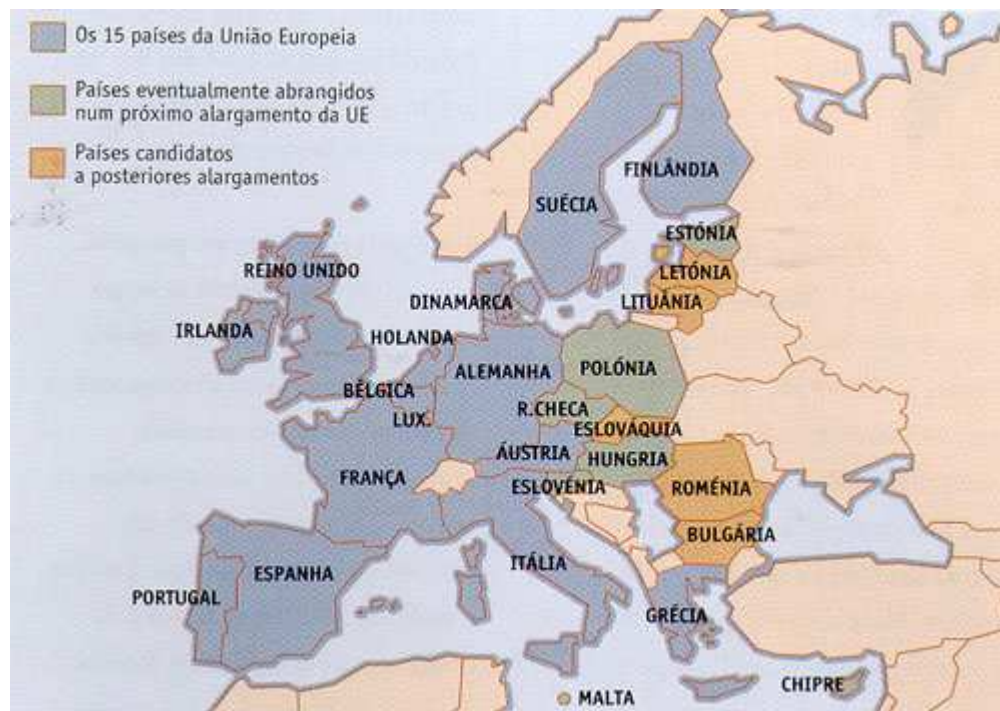 Os 15 países da União Europeia
Países eventualmente abrangidos
num próximo alargamento da UE
Países candidatos
a posteriores alargamentos
FINLÂNDIA
SUÉCIA
ESTÓNIA
REINO UNIDO
LETÓNIA
DINAMARCA
LITUÂNIA
IRLANDA
HOLANDA
ALEMANHA
POLÓNIA
BÉLGICA
R.CHECA
LUX.
ESLOVÁQUIA
ÁUSTRIA
HUNGRIA
FRANÇA
ESLOVÉNIA
ROMÉNIA
BULGÁRIA
ITÁLIA
ESPANHA
PORTUGAL
GRÉCIA
CHIPRE
MALTA